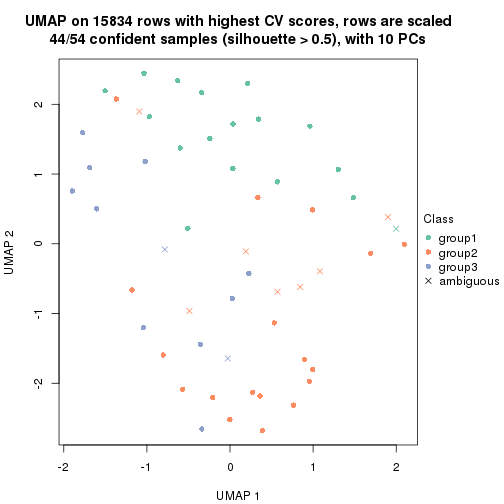 UMAP on 15834 rows with highest CV scores, rows are scaled
44/54 confident samples (silhouette > 0.5), with 10 PCs
2
1
0
-1
-2
UMAP 2
Class
group1
group2
group3
ambiguous
-2 -1 0 1 2
UMAP 1